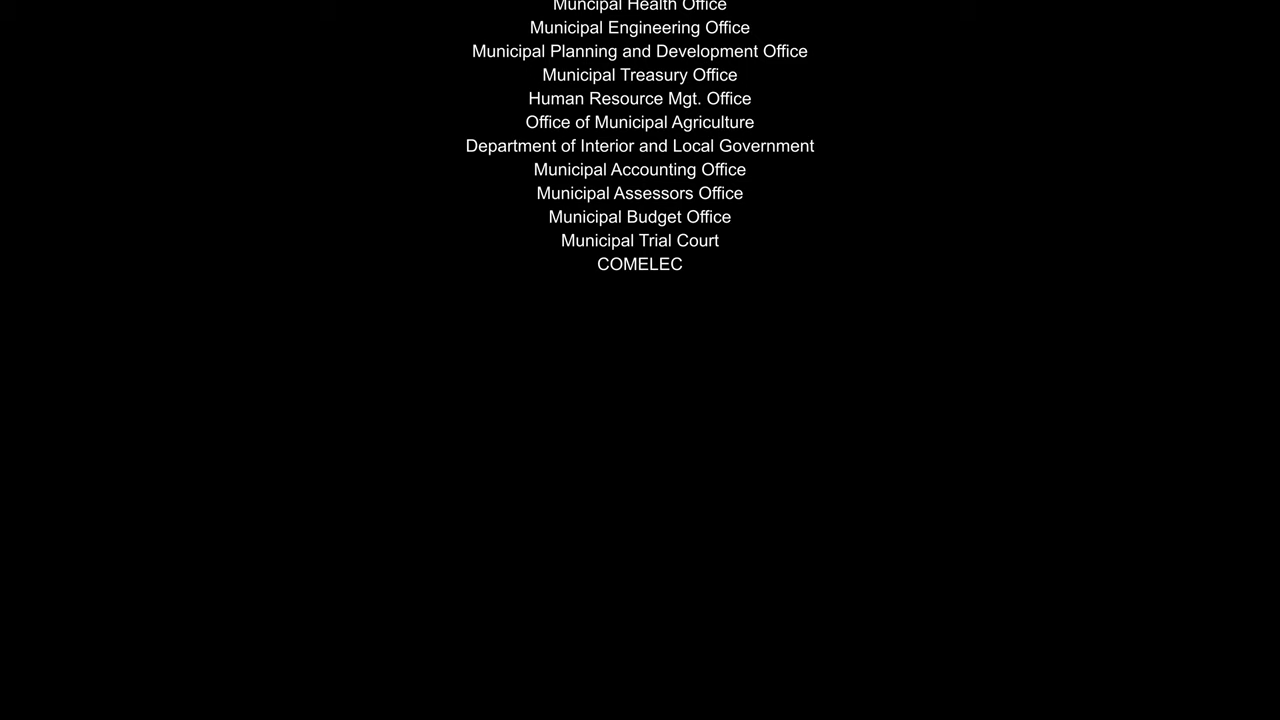 Muncipal Health Office
Municipal Engineering Office
Municipal Planning and Development Office
Municipal Treasury Office
Human Resource Mgt. Office
Office of Municipal Agriculture
Department of Interior and Local Government
Municipal Accounting Office
Municipal Assessors Office
Municipal Budget Office
Municipal Trial Court
COMELEC